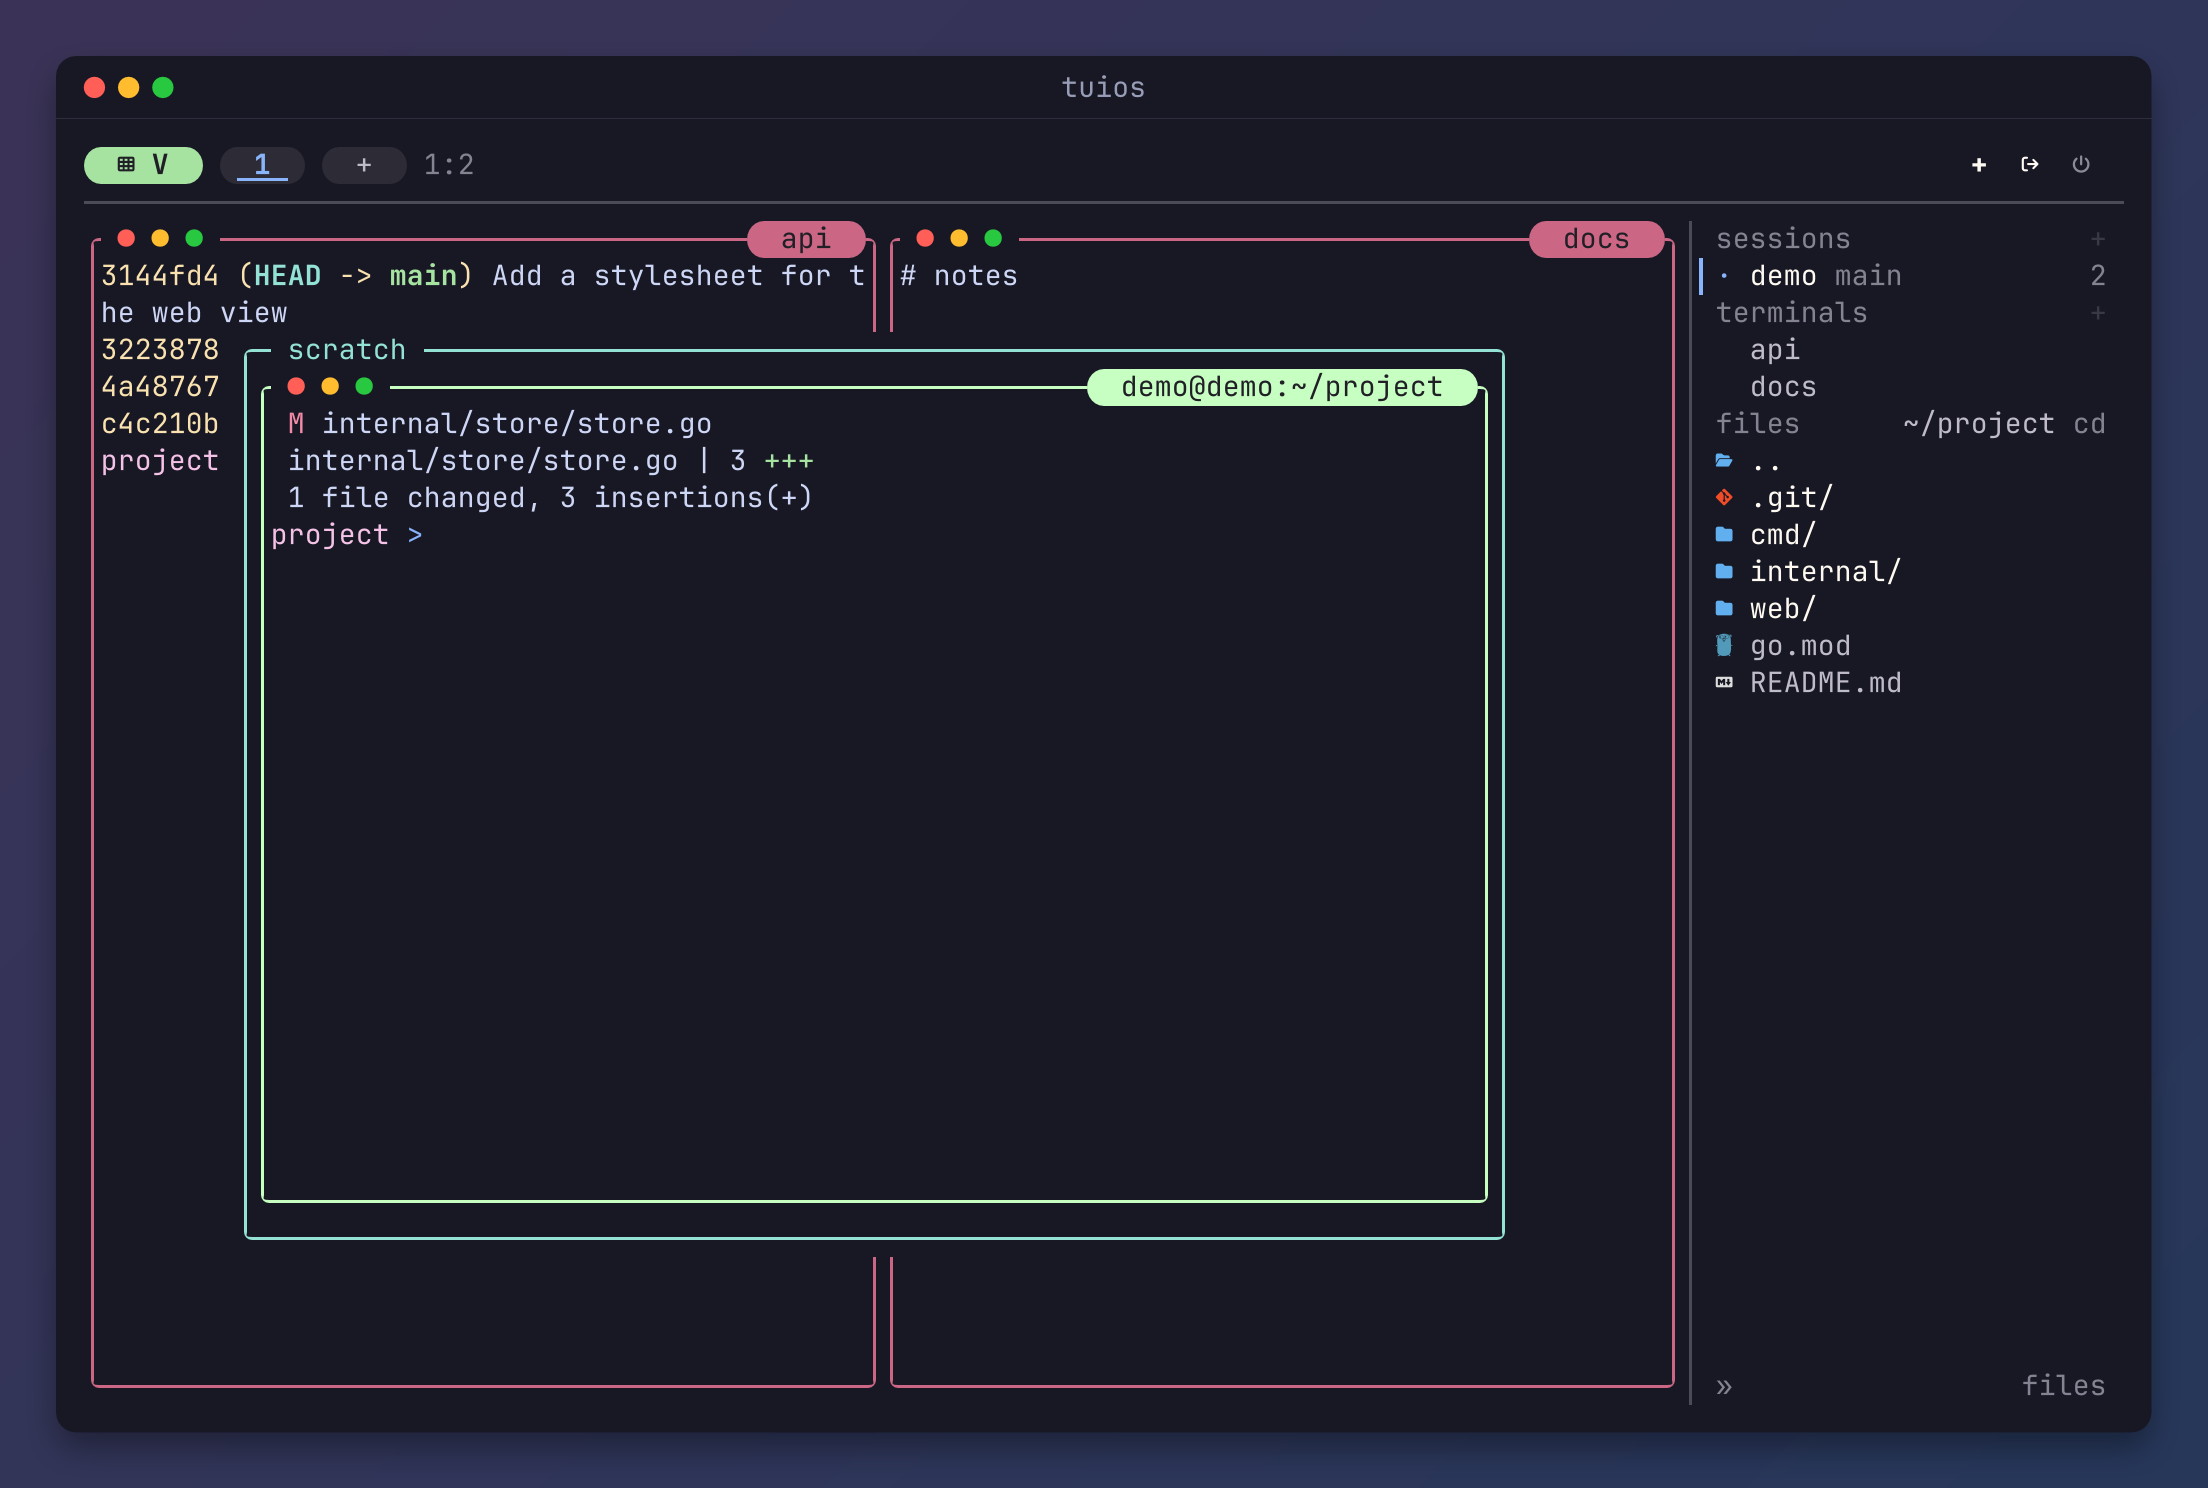 tuios
V 1 + 1:2
api
3144fd4 (HEAD -> main) Add a stylesheet for t
he web view
3223878
4a48767
c4c210b
project
docs
# notes
scratch
demo@demo:~/project
M internal/store/store.go
internal/store/store.go | 3 +++
1 file changed, 3 insertions(+)
project >
sessions +
· demo main 2
terminals +
api
docs
files ~/project cd
..
.git/
cmd/
internal/
web/
go.mod
README.md
» files